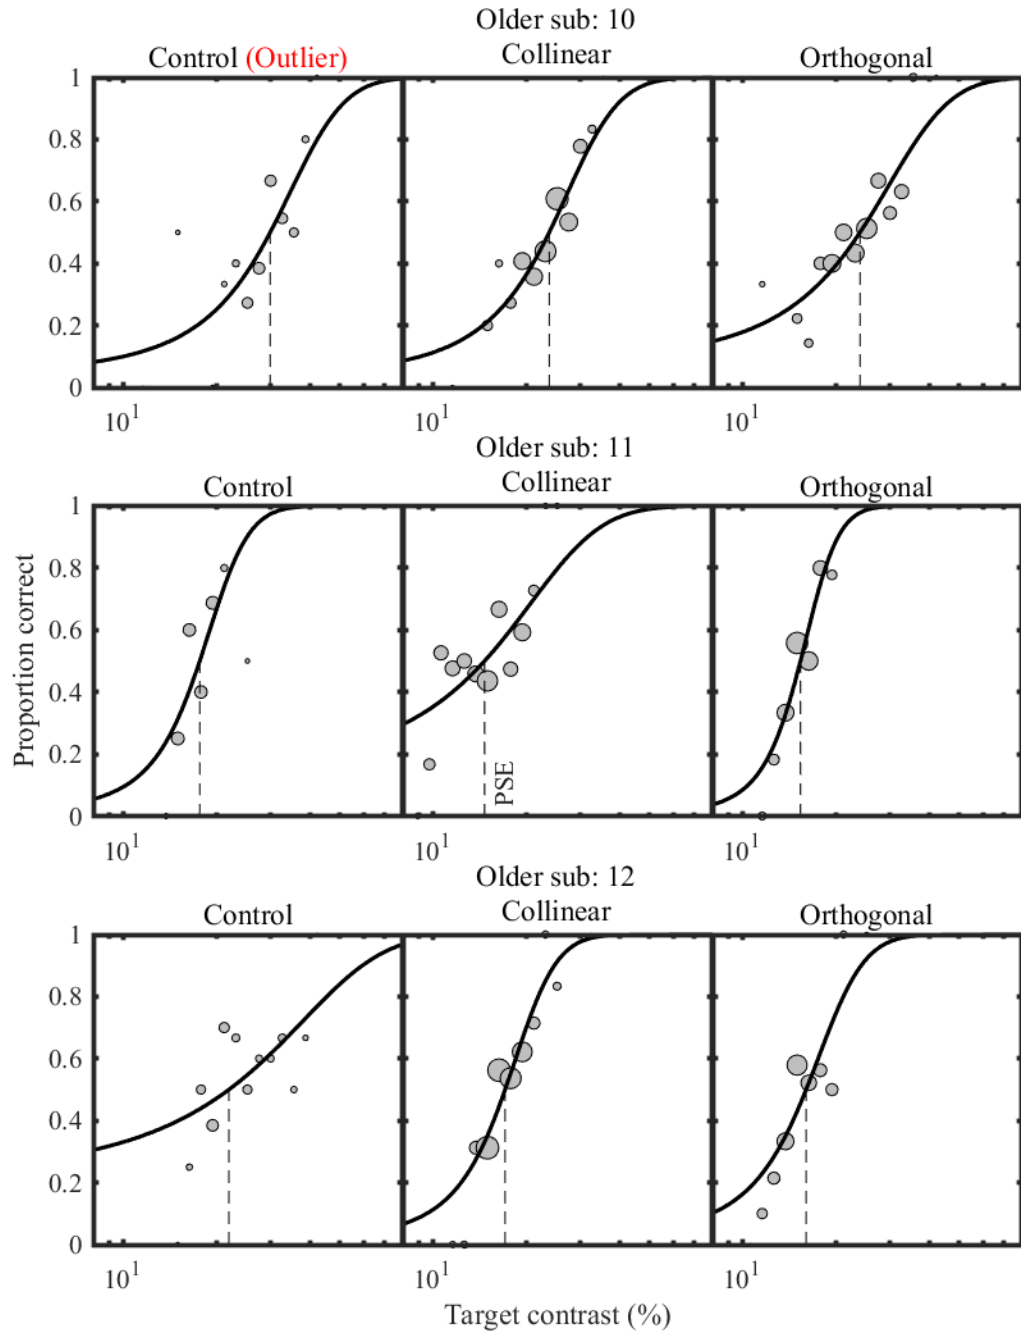 Older sub: 10
Control (Outlier)
Collinear
Orthogonal
1
0.8
0.6
0.4
0.2
0
10^1
10^1
10^1
Older sub: 11
Control
Collinear
Orthogonal
1
0.8
0.6
0.4
0.2
0
Proportion correct
PSE
10^1
10^1
10^1
Older sub: 12
Control
Collinear
Orthogonal
1
0.8
0.6
0.4
0.2
0
10^1
10^1
10^1
Target contrast (%)